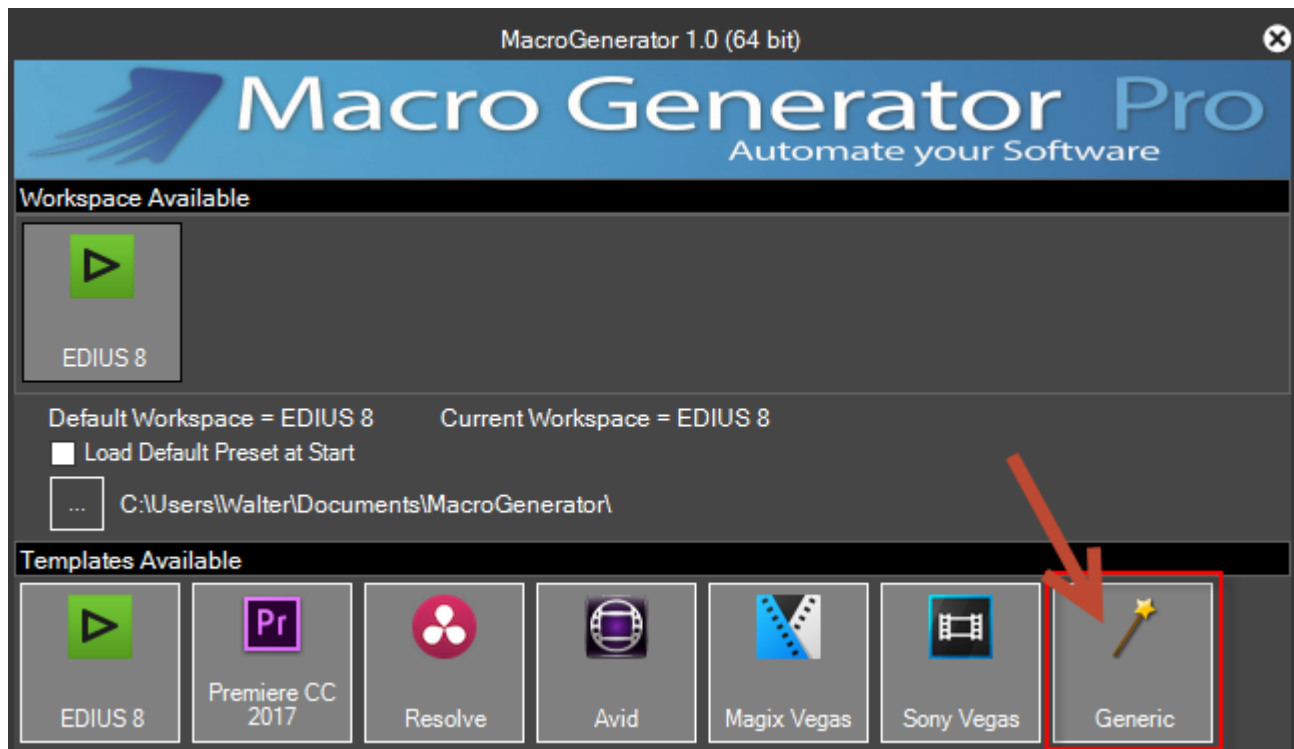 MacroGenerator 1.0 (64 bit)
Macro Generator Pro
Automate your Software
Workspace Available
EDIUS 8
Default Workspace = EDIUS 8 Current Workspace = EDIUS 8
Load Default Preset at Start
... C:\Users\Walter\Documents\MacroGenerator\
Templates Available
Pr
EDIUS 8
Premiere CC
2017
Resolve
Avid
Magix Vegas
Sony Vegas
Generic